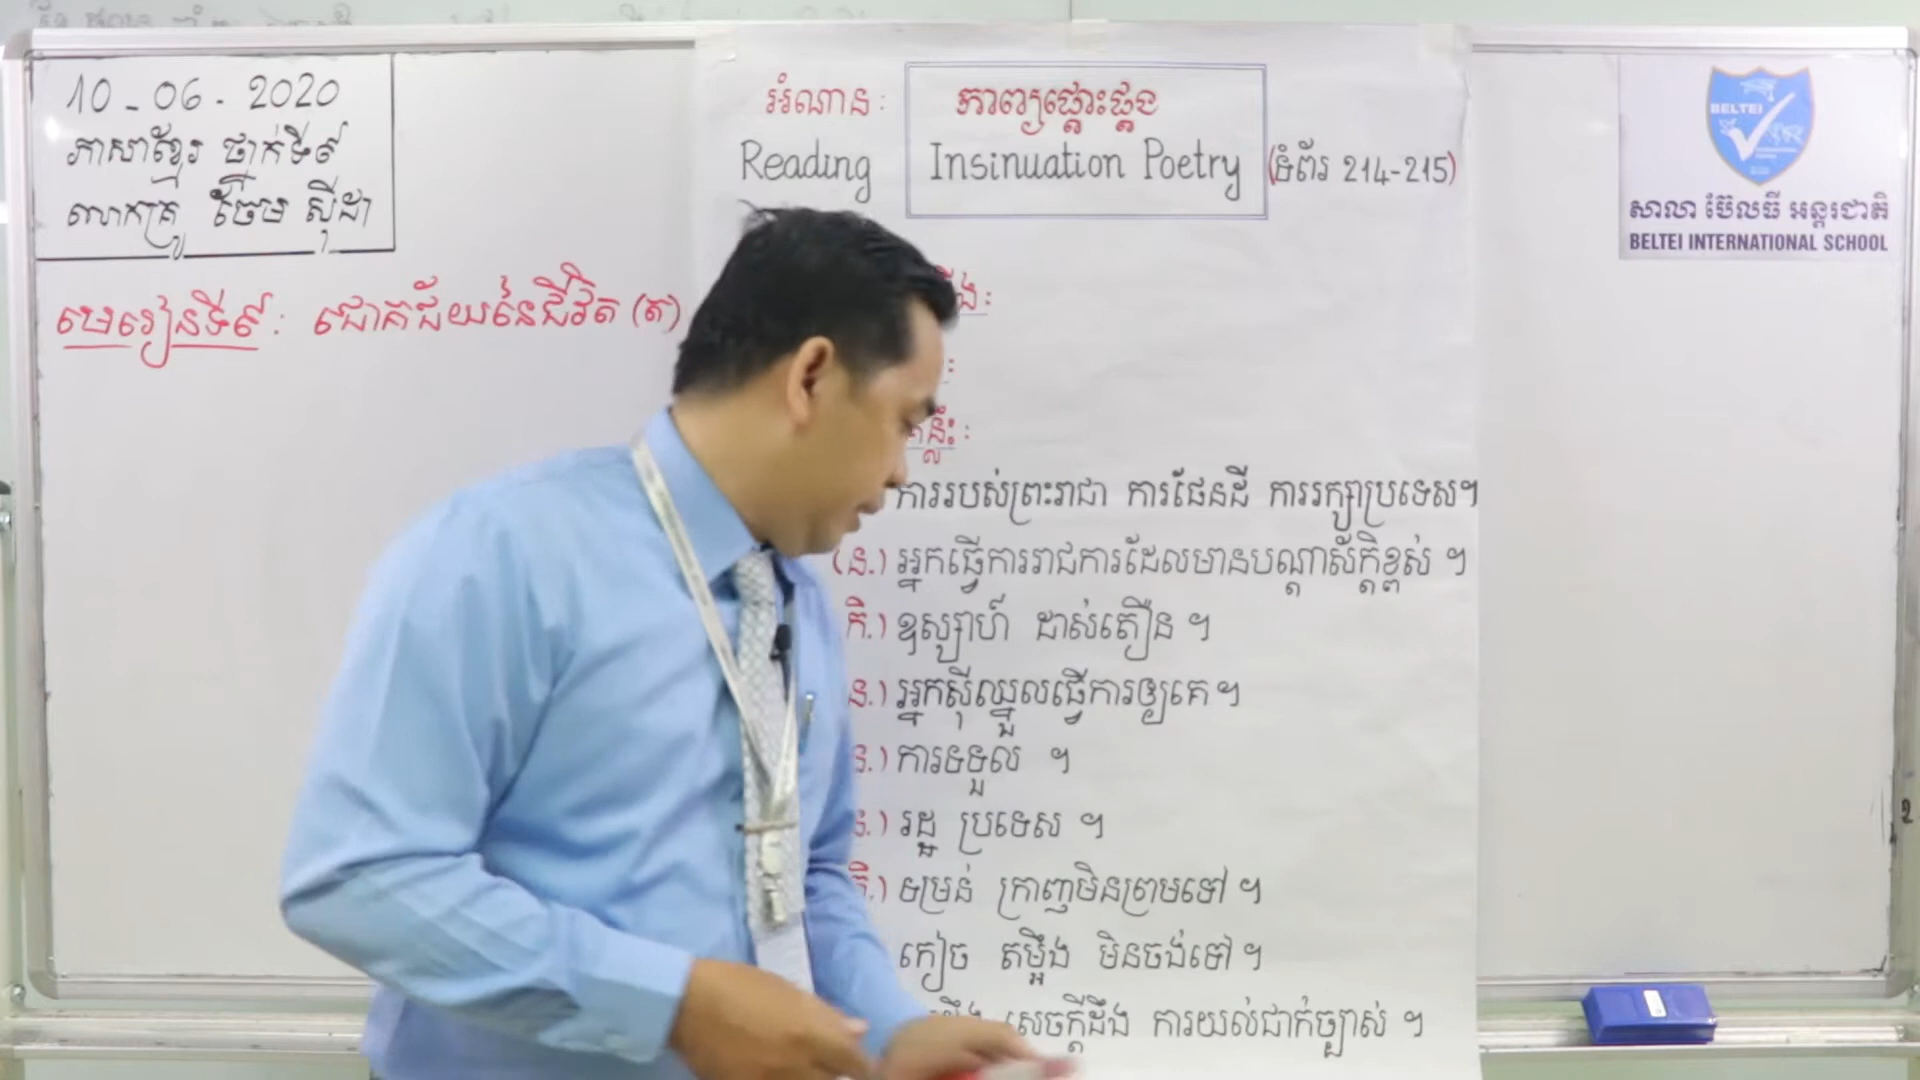 10-06-2020
ភាសាខ្មែរ ថ្នាក់ទី៩
លោកគ្រូ ចែម ស៊ីដា
មេរៀនទី៩: ជោគជ័យនៃជីវិត (ត)
អំណាន: កាព្យផ្ដោះផ្ដង
Reading Insinuation Poetry (ទំព័រ 214-215)
BELTEI
សាលា ប៊ែលធី អន្តរជាតិ
BELTEI INTERNATIONAL SCHOOL
ការរបស់ព្រះរាជា ការផែនដី ការរក្សាប្រទេស។
(ន.) អ្នកធ្វើការរាជការដែលមានបណ្ដាស័ក្ដិខ្ពស់ ។
កិ.) ឧស្សាហ៍ ដាស់តឿន ។
ន.) អ្នកស៊ីឈ្នួលធ្វើការឲ្យគេ។
ន.) ការទទួល ។
ន.) រដ្ឋ ប្រទេស ។
កិ.) ទម្រន់ ក្រាញមិនព្រមទៅ ។
កៀច តម្អឹង មិនចង់ទៅ ។
សេចក្ដីដឹង ការយល់ជាក់ច្បាស់ ។